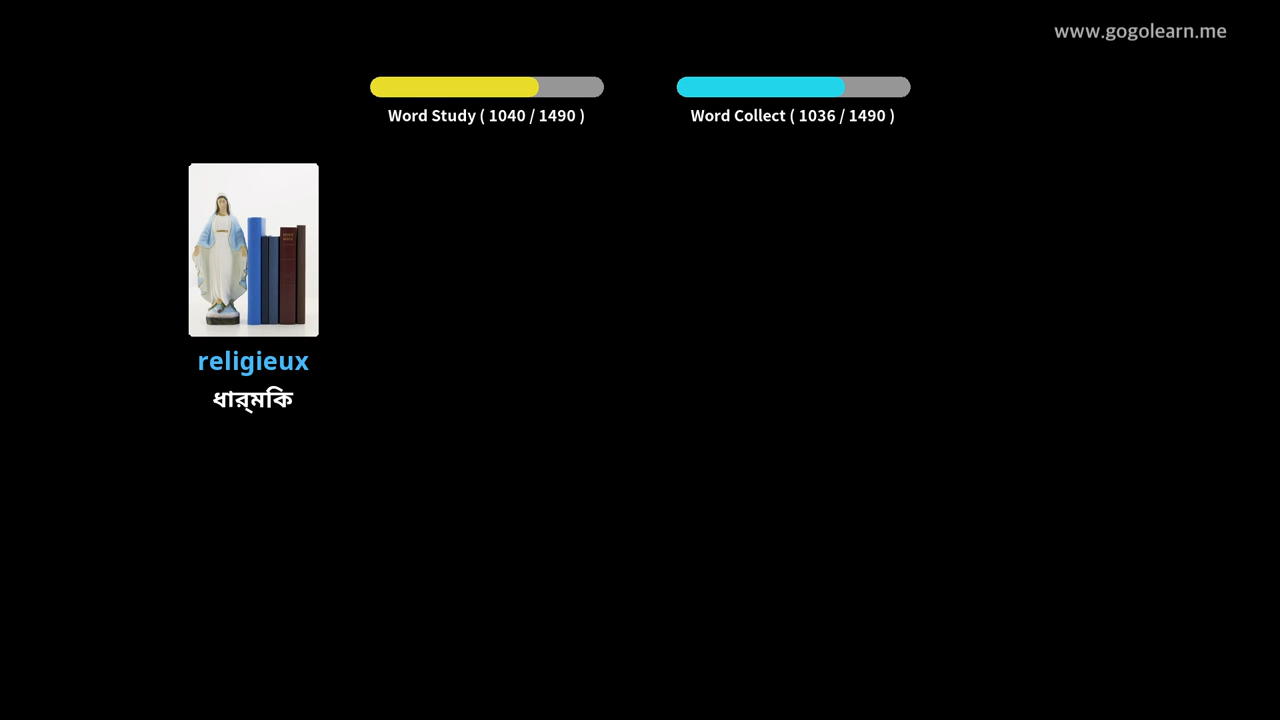 www.gogolearn.me
Word Study ( 1040 / 1490 )
Word Collect ( 1036 / 1490 )
religieux
ধার্মিক